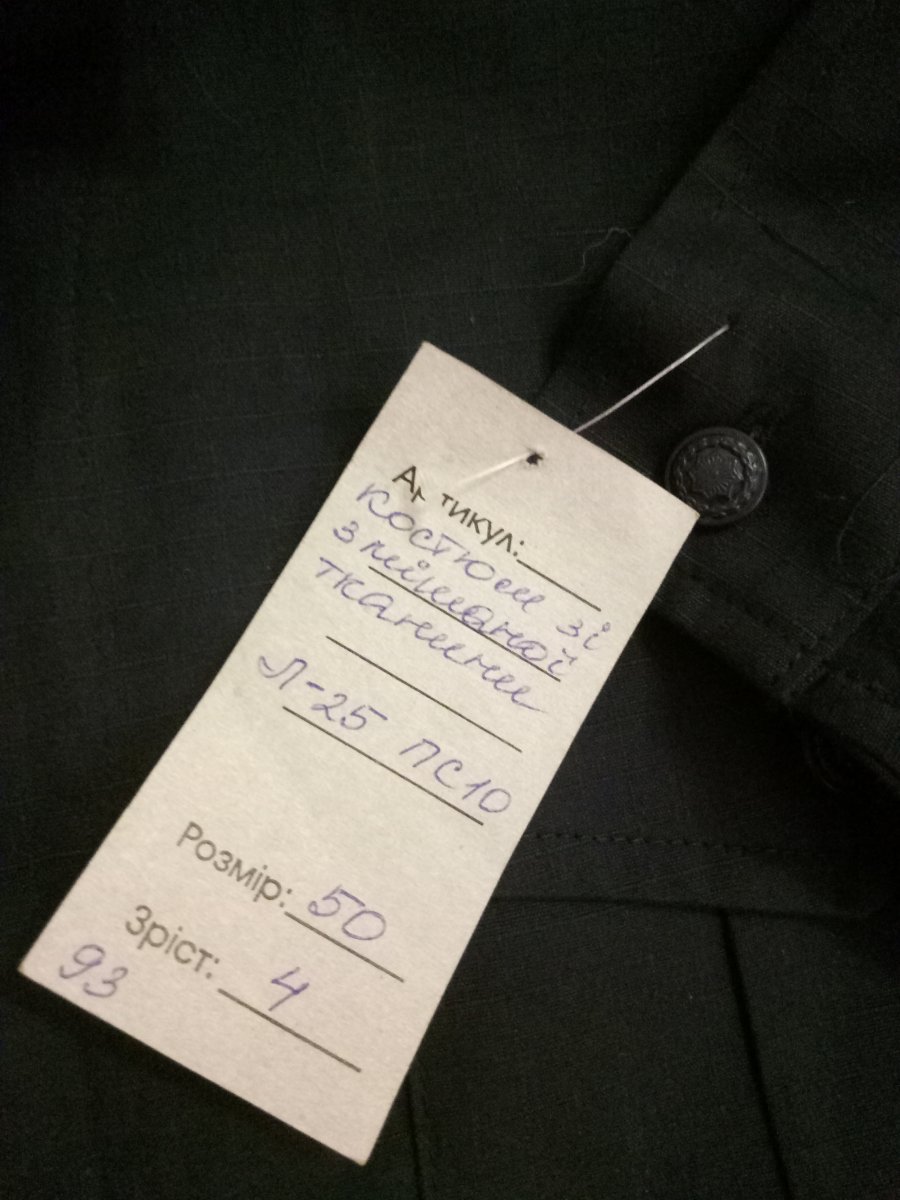 Артикул:
костюм зі
змішаної
тканини
Л-25 ПС10
Розмір: 50
Зріст: 4
93